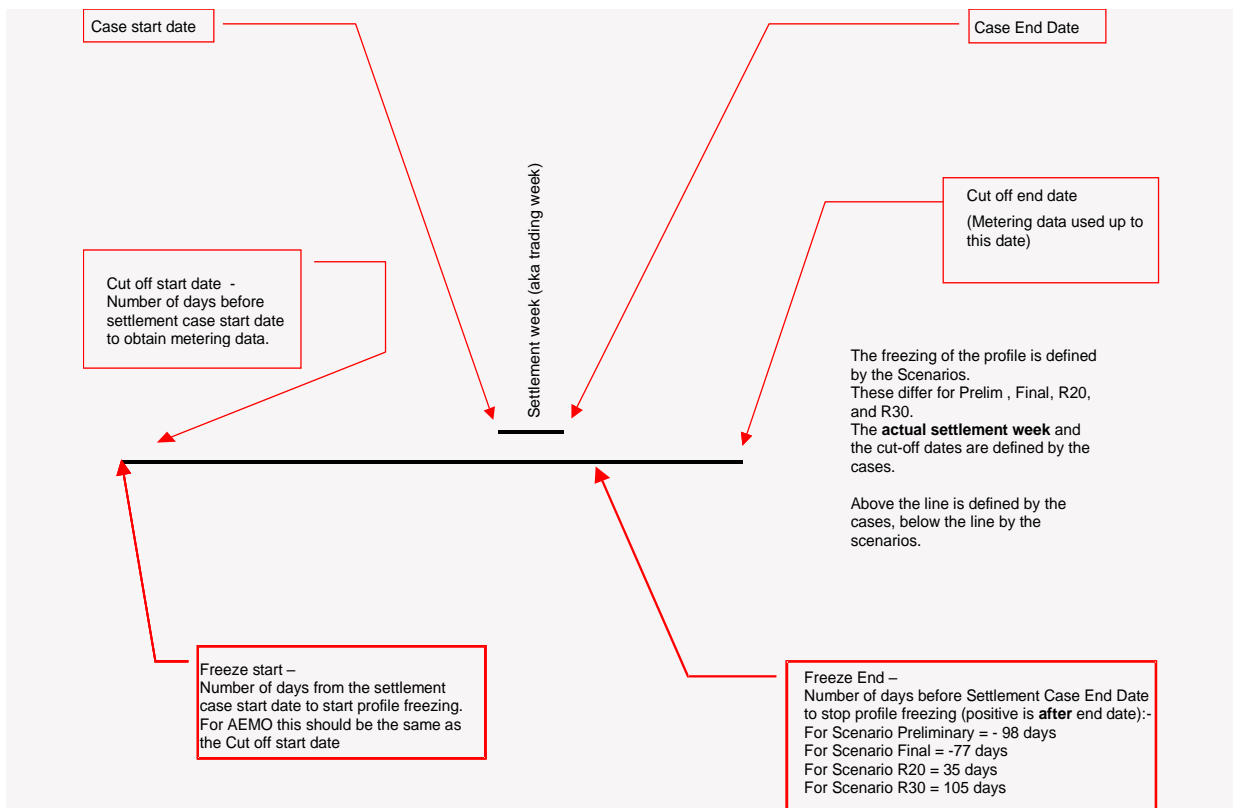 Case start date
Case End Date
Settlement week (aka trading week)
Cut off end date
(Metering data used up to
this date)
Cut off start date  -
Number of days before
settlement case start date
to obtain metering data.
The freezing of the profile is defined
by the Scenarios.
These differ for Prelim , Final, R20,
and R30.
The actual settlement week and
the cut-off dates are defined by the
cases.
Above the line is defined by the
cases, below the line by the
scenarios.
Freeze start –
Number of days from the settlement
case start date to start profile freezing.
For AEMO this should be the same as
the Cut off start date
Freeze End –
Number of days before Settlement Case End Date
to stop profile freezing (positive is after end date):-
For Scenario Preliminary = - 98 days
For Scenario Final = -77 days
For Scenario R20 = 35 days
For Scenario R30 = 105 days